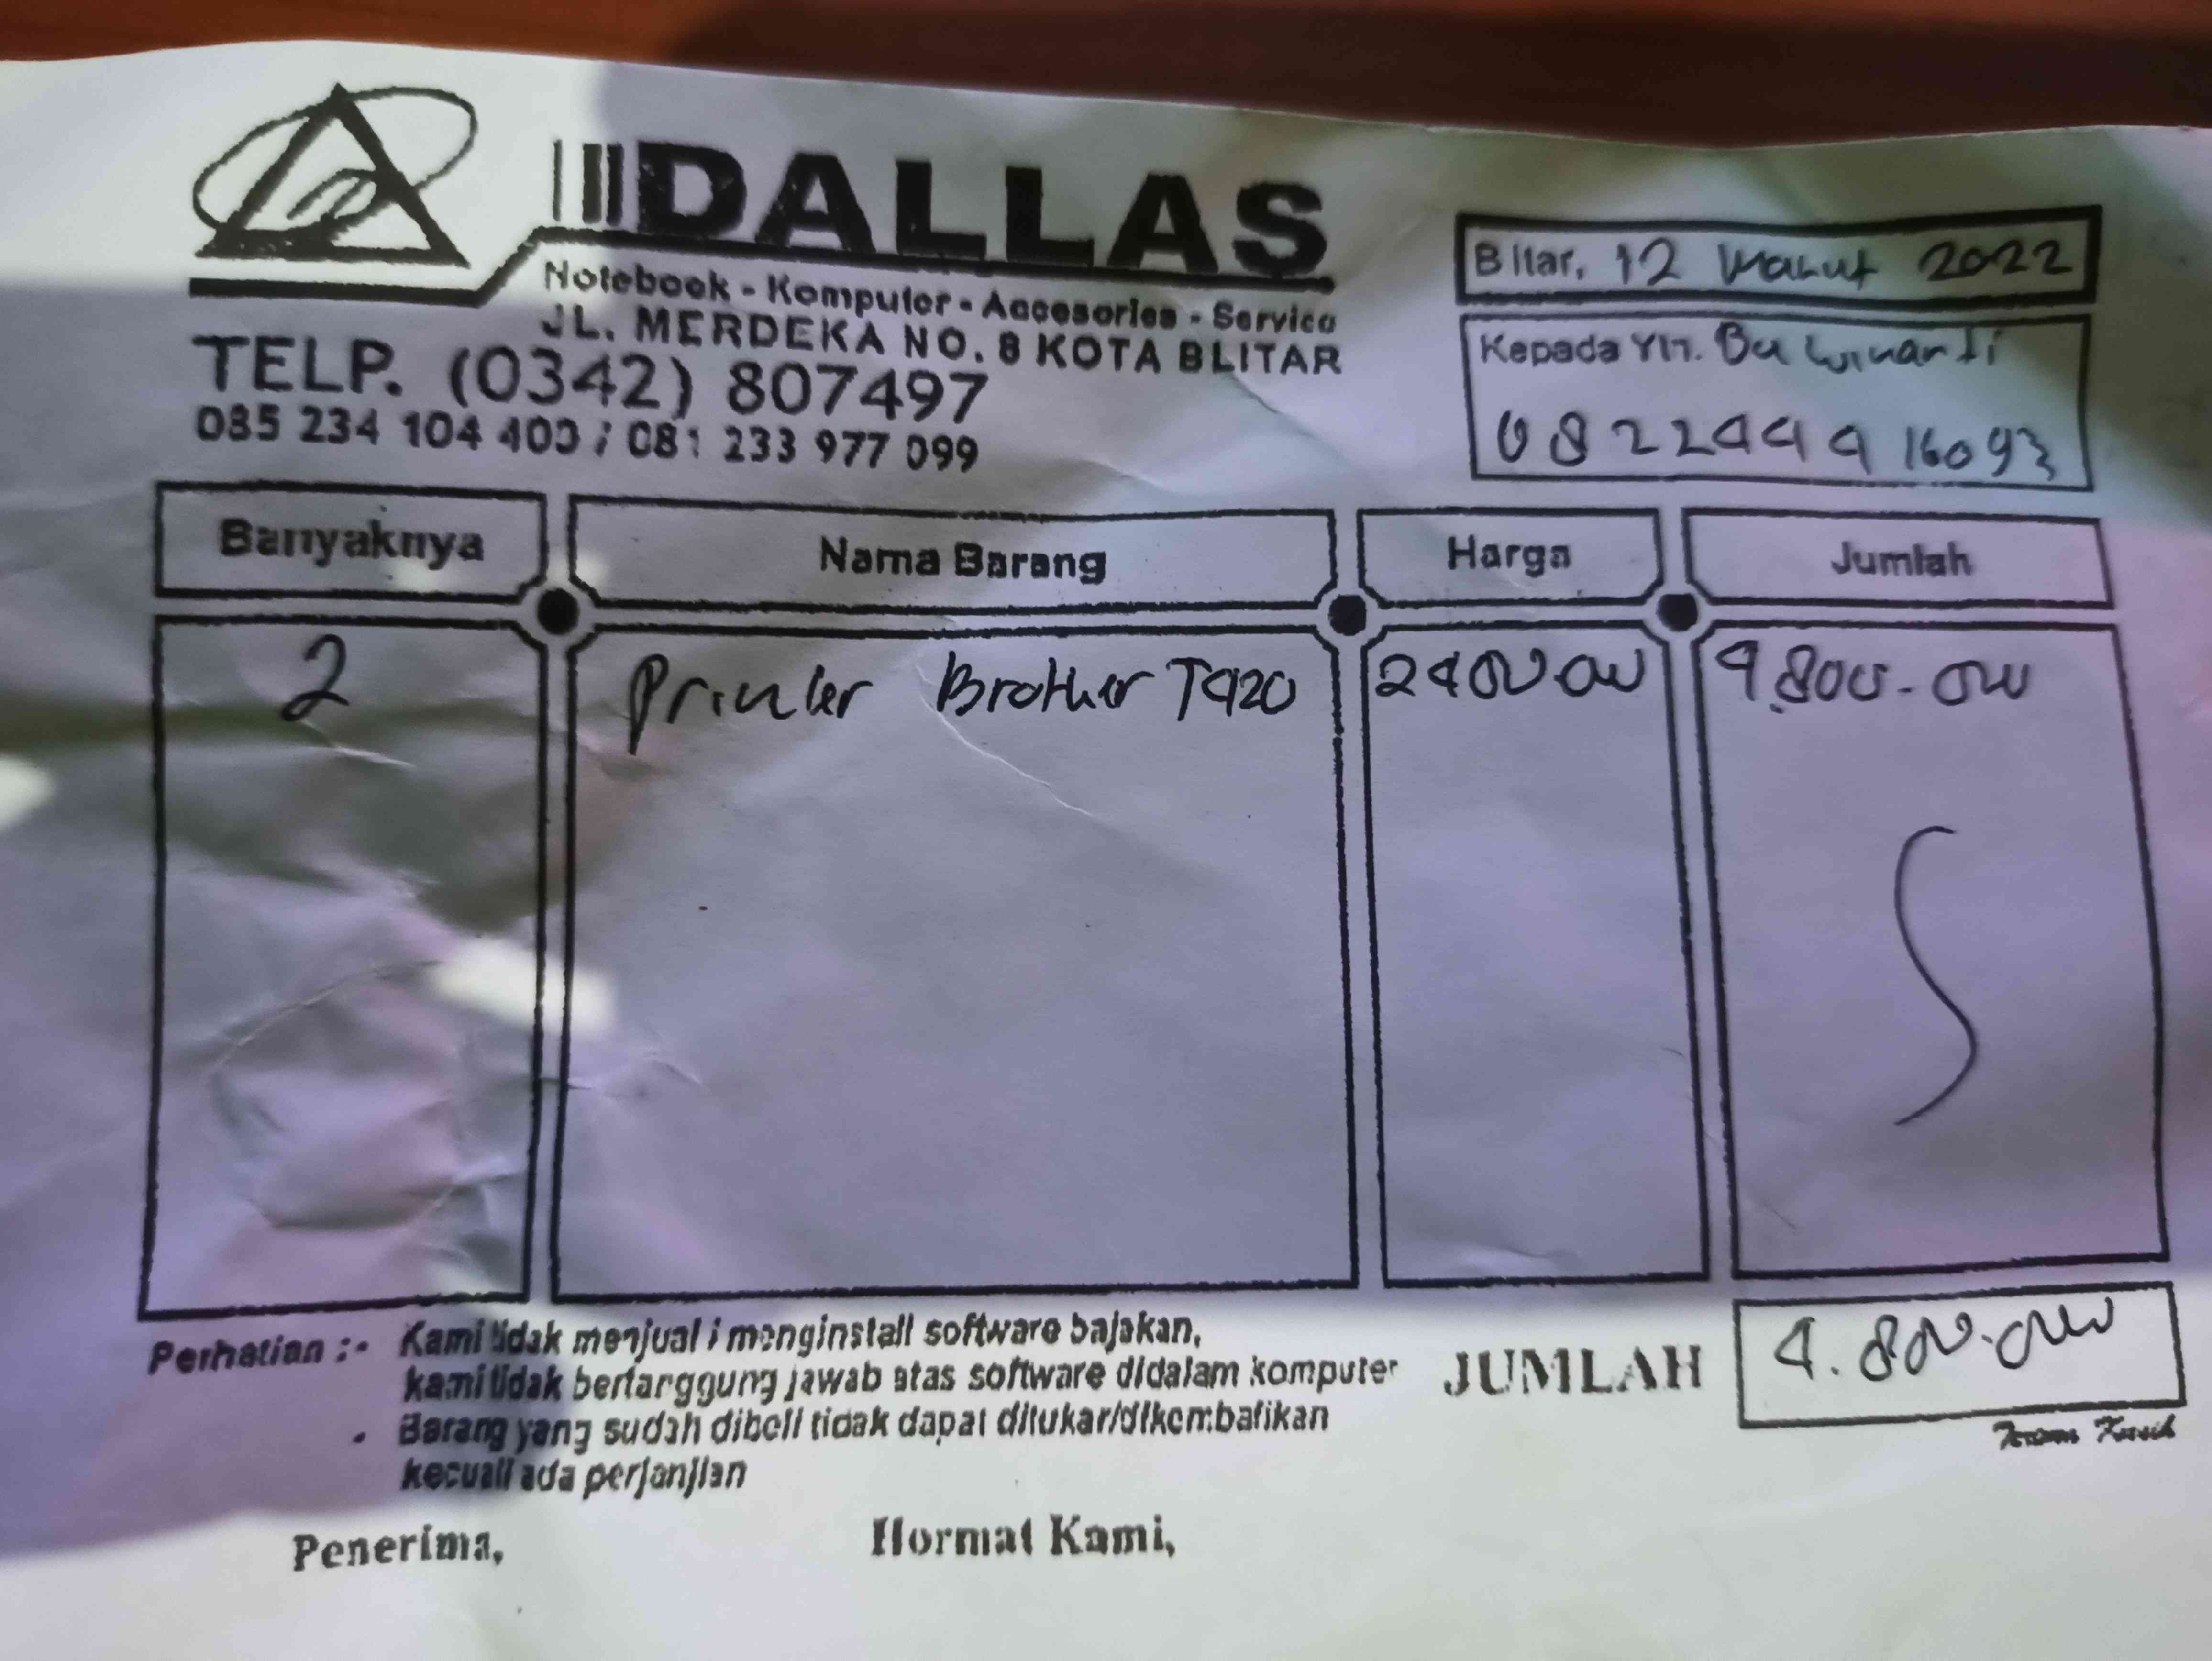 DALLAS
Notebook - Komputer - Accesories - Service
JL. MERDEKA NO. 8 KOTA BLITAR
TELP. (0342) 807497
085 234 104 400 / 081 233 977 099
Blitar, 12 Maret 2022
Kepada Yth. Bu Winarti
082244416093
Banyaknya Nama Barang Harga Jumlah
2 Printer Brother T420 2400.000 4.800.000
Perhatian :- Kami tidak menjual / menginstall software bajakan,
kami tidak bertanggung jawab atas software didalam komputer
JUMLAH 4.800.000
- Barang yang sudah dibeli tidak dapat ditukar/dikembalikan
kecuali ada perjanjian
Terima Kasih
Penerima, Hormat Kami,